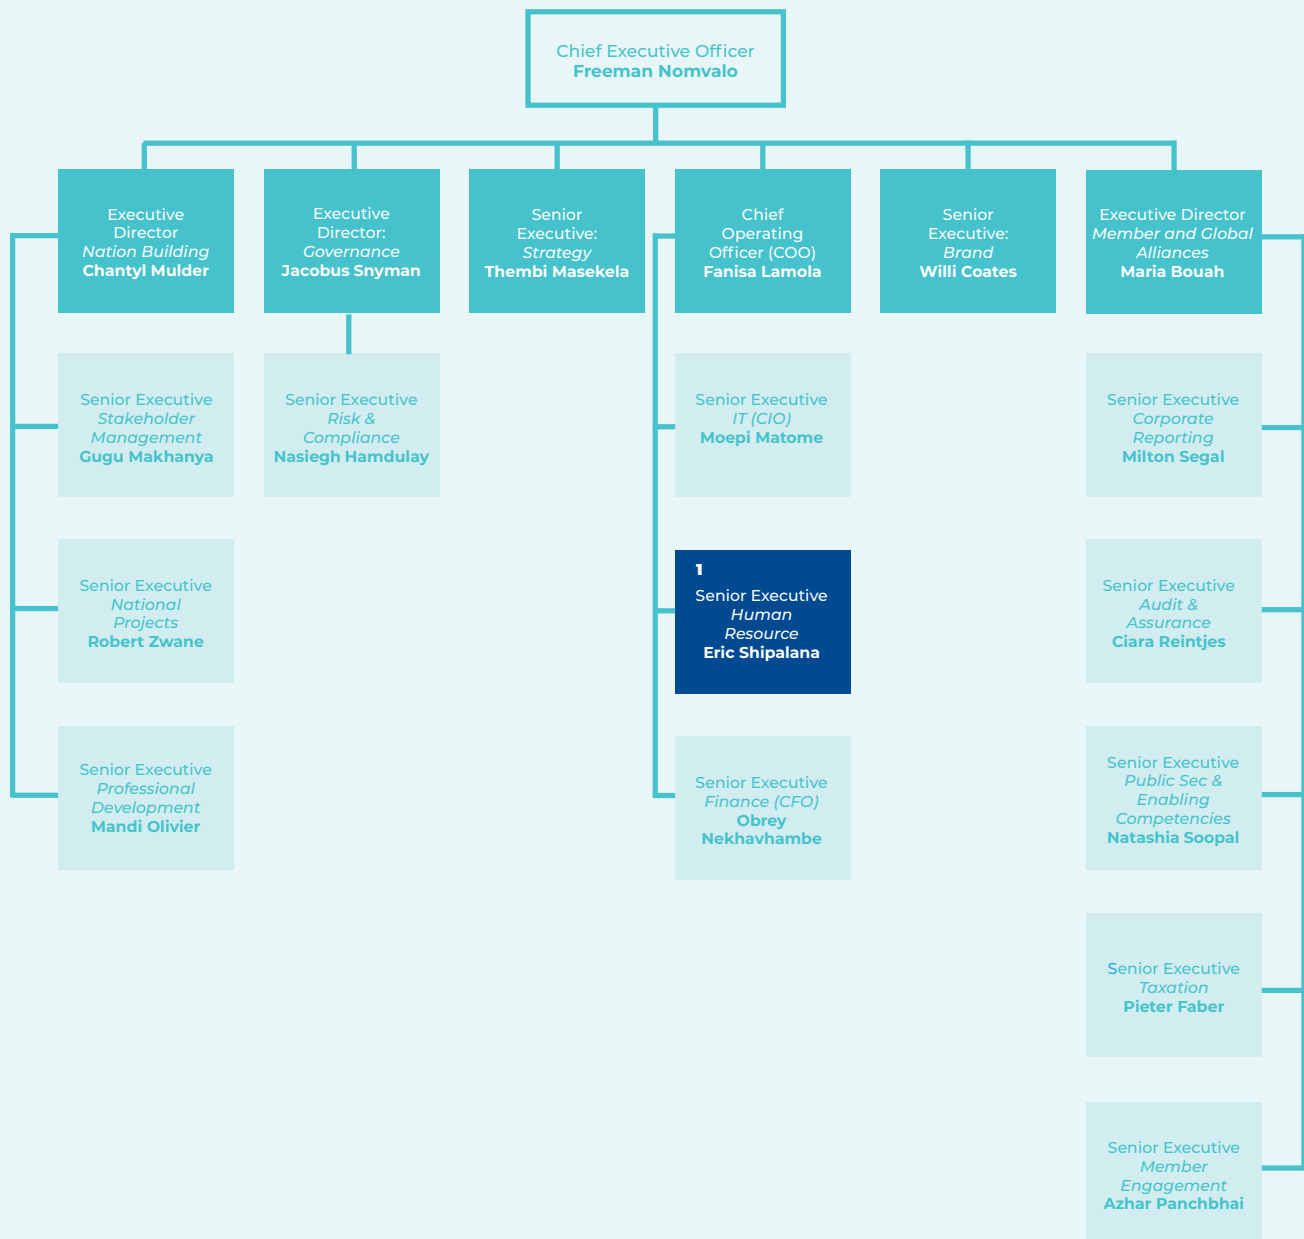 Chief Executive Officer
Freeman Nomvalo
Executive
Director
Nation Building
Chantyl Mulder
Executive
Director:
Governance
Jacobus Snyman
Senior
Executive:
Strategy
Thembi Masekela
Chief
Operating
Officer (COO)
Fanisa Lamola
Senior
Executive:
Brand
Willi Coates
Executive Director
Member and Global
Alliances
Maria Bouah
Senior Executive
Stakeholder
Management
Gugu Makhanya
Senior Executive
Risk &
Compliance
Nasiegh Hamdulay
Senior Executive
IT (CIO)
Moepi Matome
Senior Executive
Corporate
Reporting
Milton Segal
Senior Executive
National
Projects
Robert Zwane
1
Senior Executive
Human
Resource
Eric Shipalana
Senior Executive
Audit &
Assurance
Ciara Reintjes
Senior Executive
Professional
Development
Mandi Olivier
Senior Executive
Finance (CFO)
Obrey
Nekhavhambe
Senior Executive
Public Sec &
Enabling
Competencies
Natashia Soopal
Senior Executive
Taxation
Pieter Faber
Senior Executive
Member
Engagement
Azhar Panchbhai